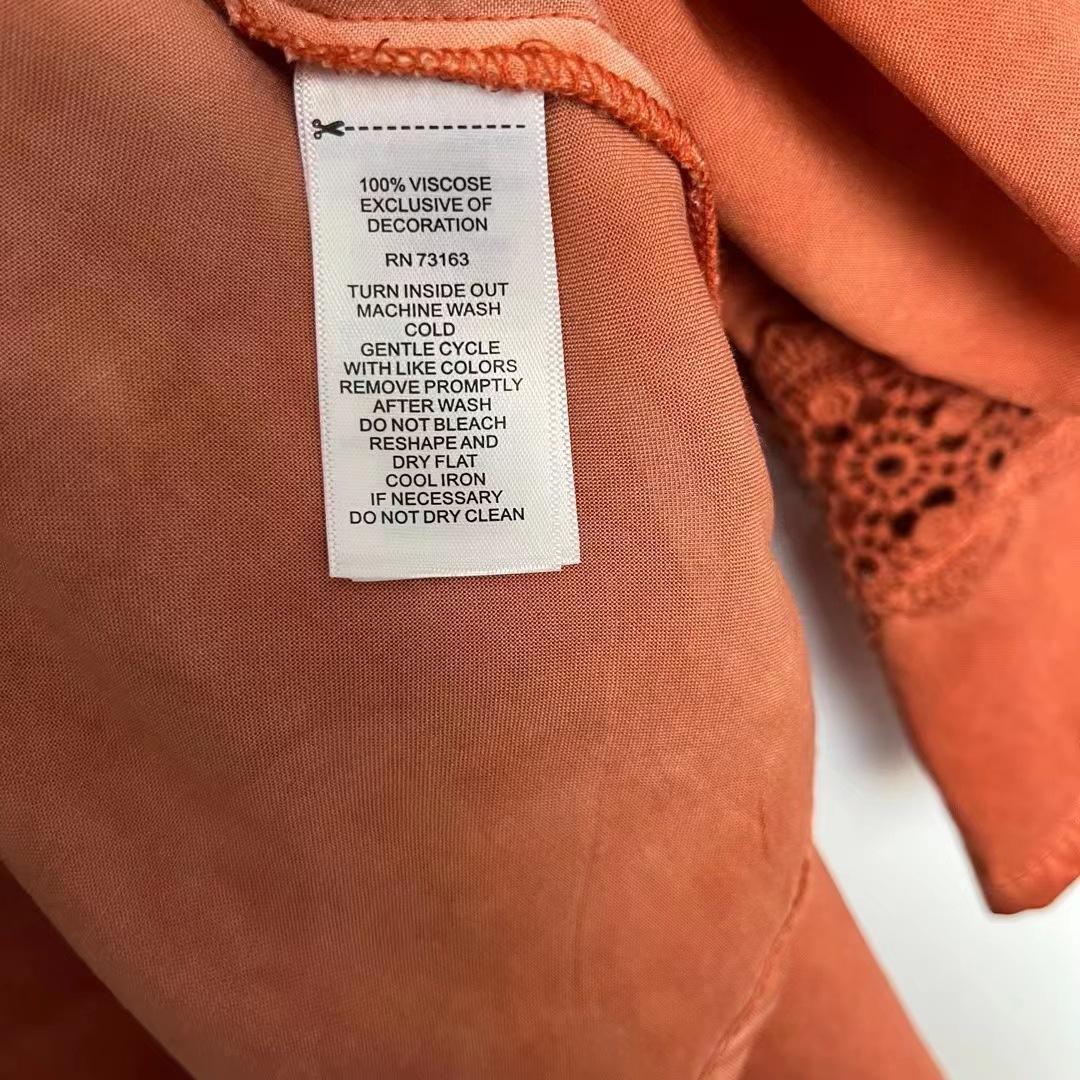 100% VISCOSE
EXCLUSIVE OF
DECORATION
RN 73163
TURN INSIDE OUT
MACHINE WASH
COLD
GENTLE CYCLE
WITH LIKE COLORS
REMOVE PROMPTLY
AFTER WASH
DO NOT BLEACH
RESHAPE AND
DRY FLAT
COOL IRON
IF NECESSARY
DO NOT DRY CLEAN